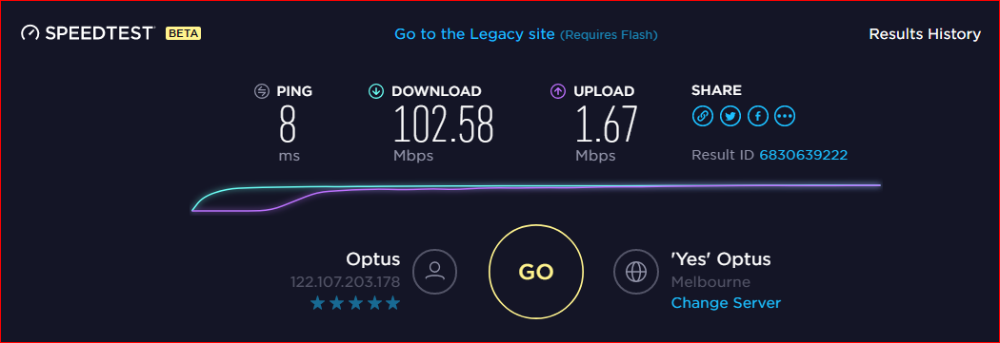 SPEEDTEST BETA
Go to the Legacy site (Requires Flash)
Results History
PING
8
ms
DOWNLOAD
102.58
Mbps
UPLOAD
1.67
Mbps
SHARE
Result ID 6830639222
Optus
122.107.203.178
GO
'Yes' Optus
Melbourne
Change Server